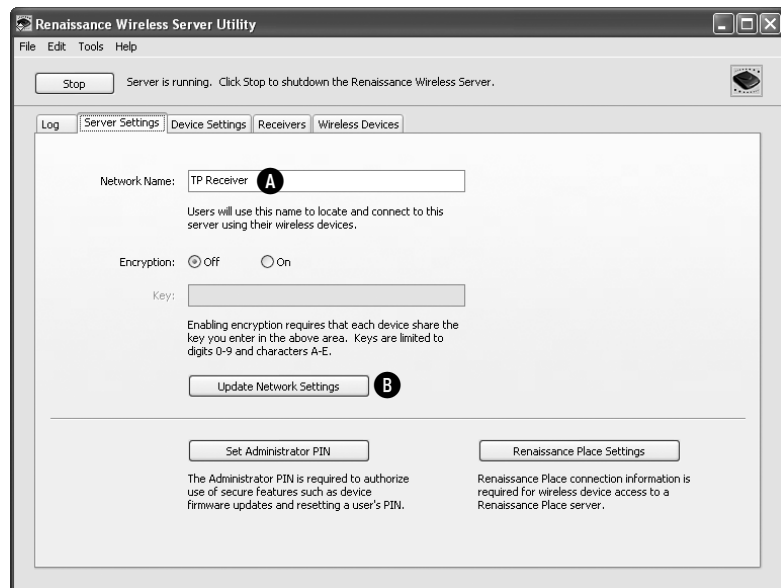 Renaissance Wireless Server Utility
File Edit Tools Help
Stop Server is running. Click Stop to shutdown the Renaissance Wireless Server.
Log Server Settings Device Settings Receivers Wireless Devices
Network Name: TP Receiver A
Users will use this name to locate and connect to this
server using their wireless devices.
Encryption: Off On
Key:
Enabling encryption requires that each device share the
key you enter in the above area. Keys are limited to
digits 0-9 and characters A-E.
Update Network Settings B
Set Administrator PIN
The Administrator PIN is required to authorize
use of secure features such as device
firmware updates and resetting a user's PIN.
Renaissance Place Settings
Renaissance Place connection information is
required for wireless device access to a
Renaissance Place server.